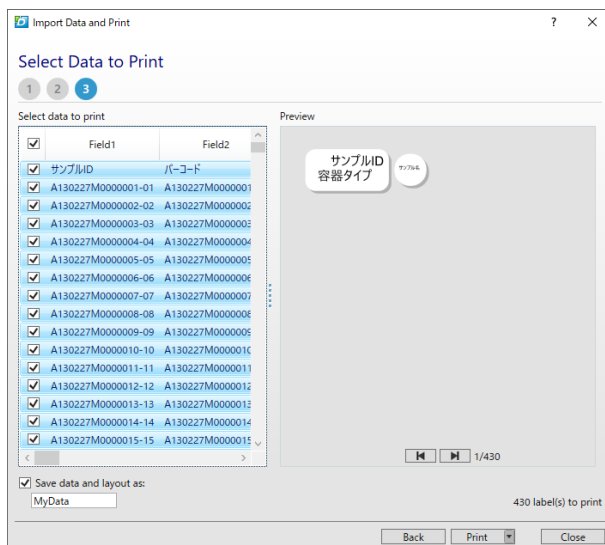 Import Data and Print
Select Data to Print
1 2 3
Select data to print
Preview
Field1 Field2
サンプルID バーコード
A130227M0000001-01 A130227M0000001
A130227M0000002-02 A130227M0000002
A130227M0000003-03 A130227M0000003
A130227M0000004-04 A130227M0000004
A130227M0000005-05 A130227M0000005
A130227M0000006-06 A130227M0000006
A130227M0000007-07 A130227M0000007
A130227M0000008-08 A130227M0000008
A130227M0000009-09 A130227M0000009
A130227M0000010-10 A130227M0000010
A130227M0000011-11 A130227M0000011
A130227M0000012-12 A130227M0000012
A130227M0000013-13 A130227M0000013
A130227M0000014-14 A130227M0000014
A130227M0000015-15 A130227M0000015
サンプルID
容器タイプ
サンプル名
1/430
Save data and layout as:
MyData
430 label(s) to print
Back Print Close